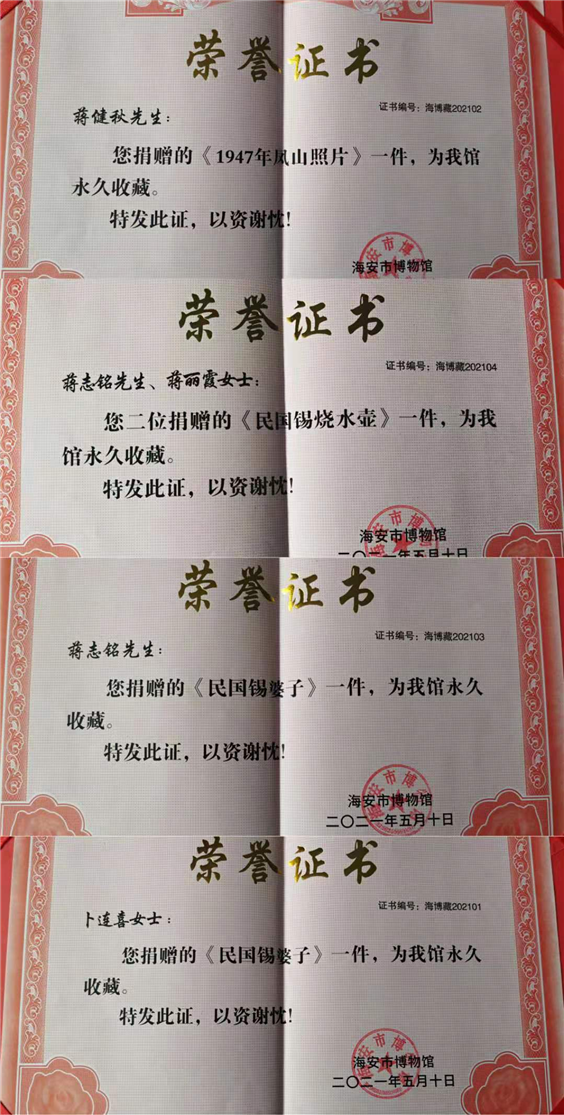 荣誉证书
证书编号：海博藏202102
蒋健秋先生：
您捐赠的《1947年凤山照片》一件，为我馆
永久收藏。
特发此证，以资谢忱！
海安市博物馆
荣誉证书
证书编号：海博藏202104
蒋志铭先生、蒋丽霞女士：
您二位捐赠的《民国锡烧水壶》一件，为我
馆永久收藏。
特发此证，以资谢忱！
海安市博物馆
二〇二一年五月十日
荣誉证书
证书编号：海博藏202103
蒋志铭先生：
您捐赠的《民国锡婆子》一件，为我馆永久
收藏。
特发此证，以资谢忱！
海安市博物馆
二〇二一年五月十日
荣誉证书
证书编号：海博藏202101
卜连喜女士：
您捐赠的《民国锡婆子》一件，为我馆永久
收藏。
特发此证，以资谢忱！
海安市博物馆
二〇二一年五月十日